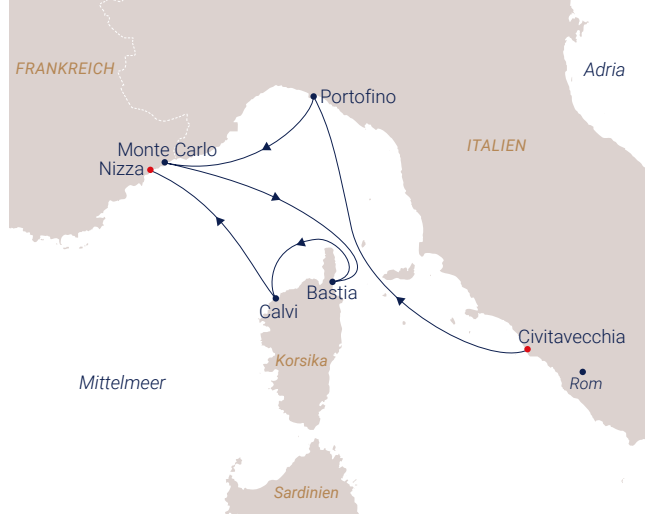 FRANKREICH
Adria
Portofino
ITALIEN
Monte Carlo
Nizza
Bastia
Calvi
Civitavecchia
Korsika
Mittelmeer
Rom
Sardinien